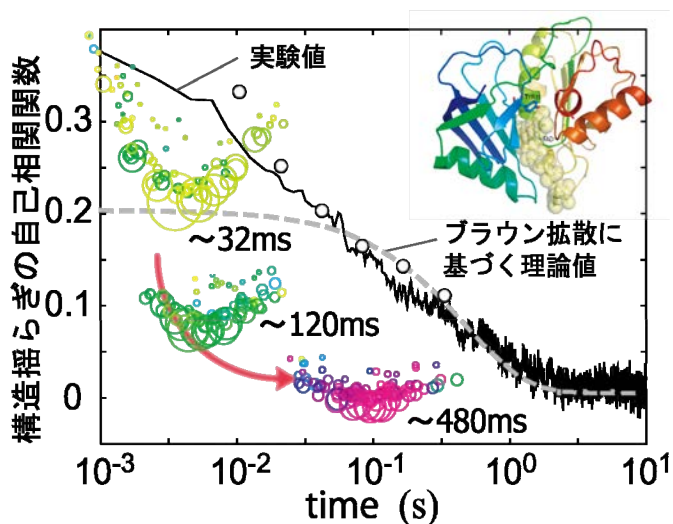 構造揺らぎの自己相関関数
実験値
0.3
0.2
0.1
0
~32ms
ブラウン拡散に
基づく理論値
~120ms
~480ms
10-3
10-2
10-1
100
101
time (s)